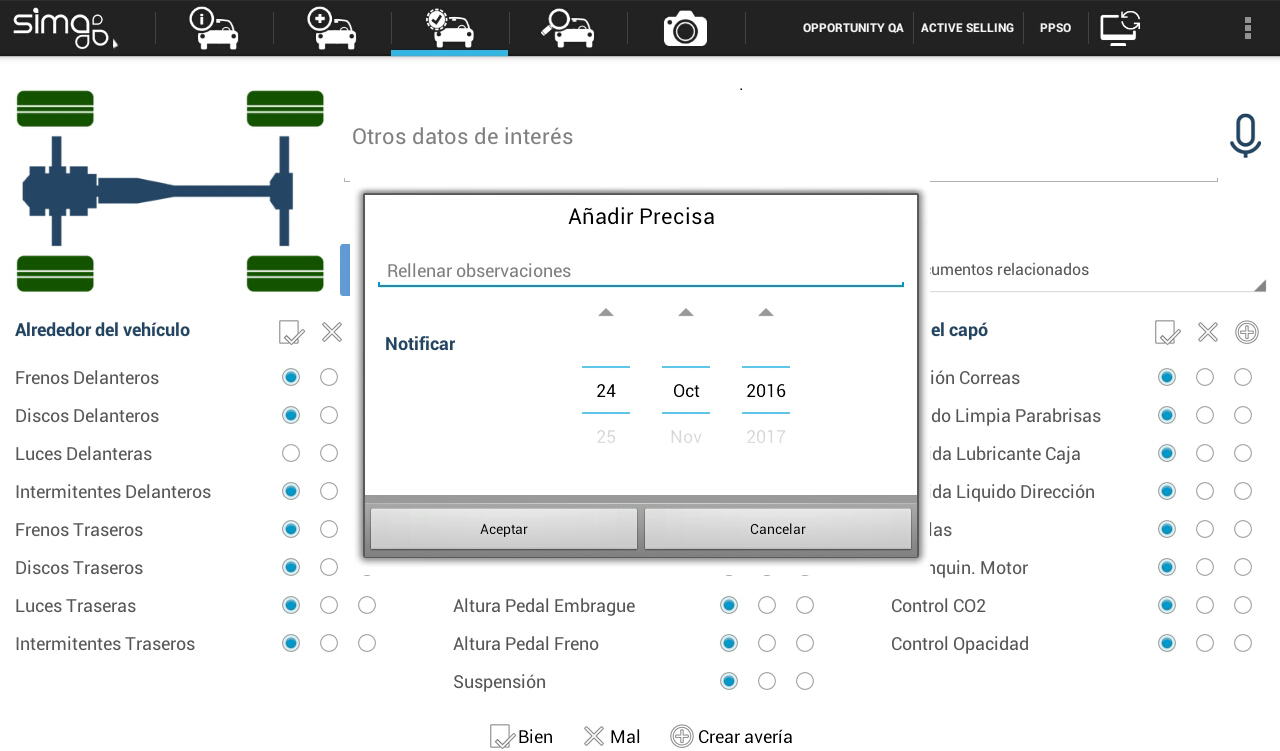 simago
OPPORTUNITY QA
ACTIVE SELLING
PPSO
Otros datos de interés
Añadir Precisa
Rellenar observaciones
Notificar
24 Oct 2016
25 Nov 2017
Aceptar
Cancelar
umentos relacionados
Alrededor del vehículo
Frenos Delanteros
Discos Delanteros
Luces Delanteras
Intermitentes Delanteros
Frenos Traseros
Discos Traseros
Luces Traseras
Intermitentes Traseros
Altura Pedal Embrague
Altura Pedal Freno
Suspensión
el capó
ión Correas
do Limpia Parabrisas
da Lubricante Caja
da Liquido Dirección
las
nquin. Motor
Control CO2
Control Opacidad
Bien
Mal
Crear avería